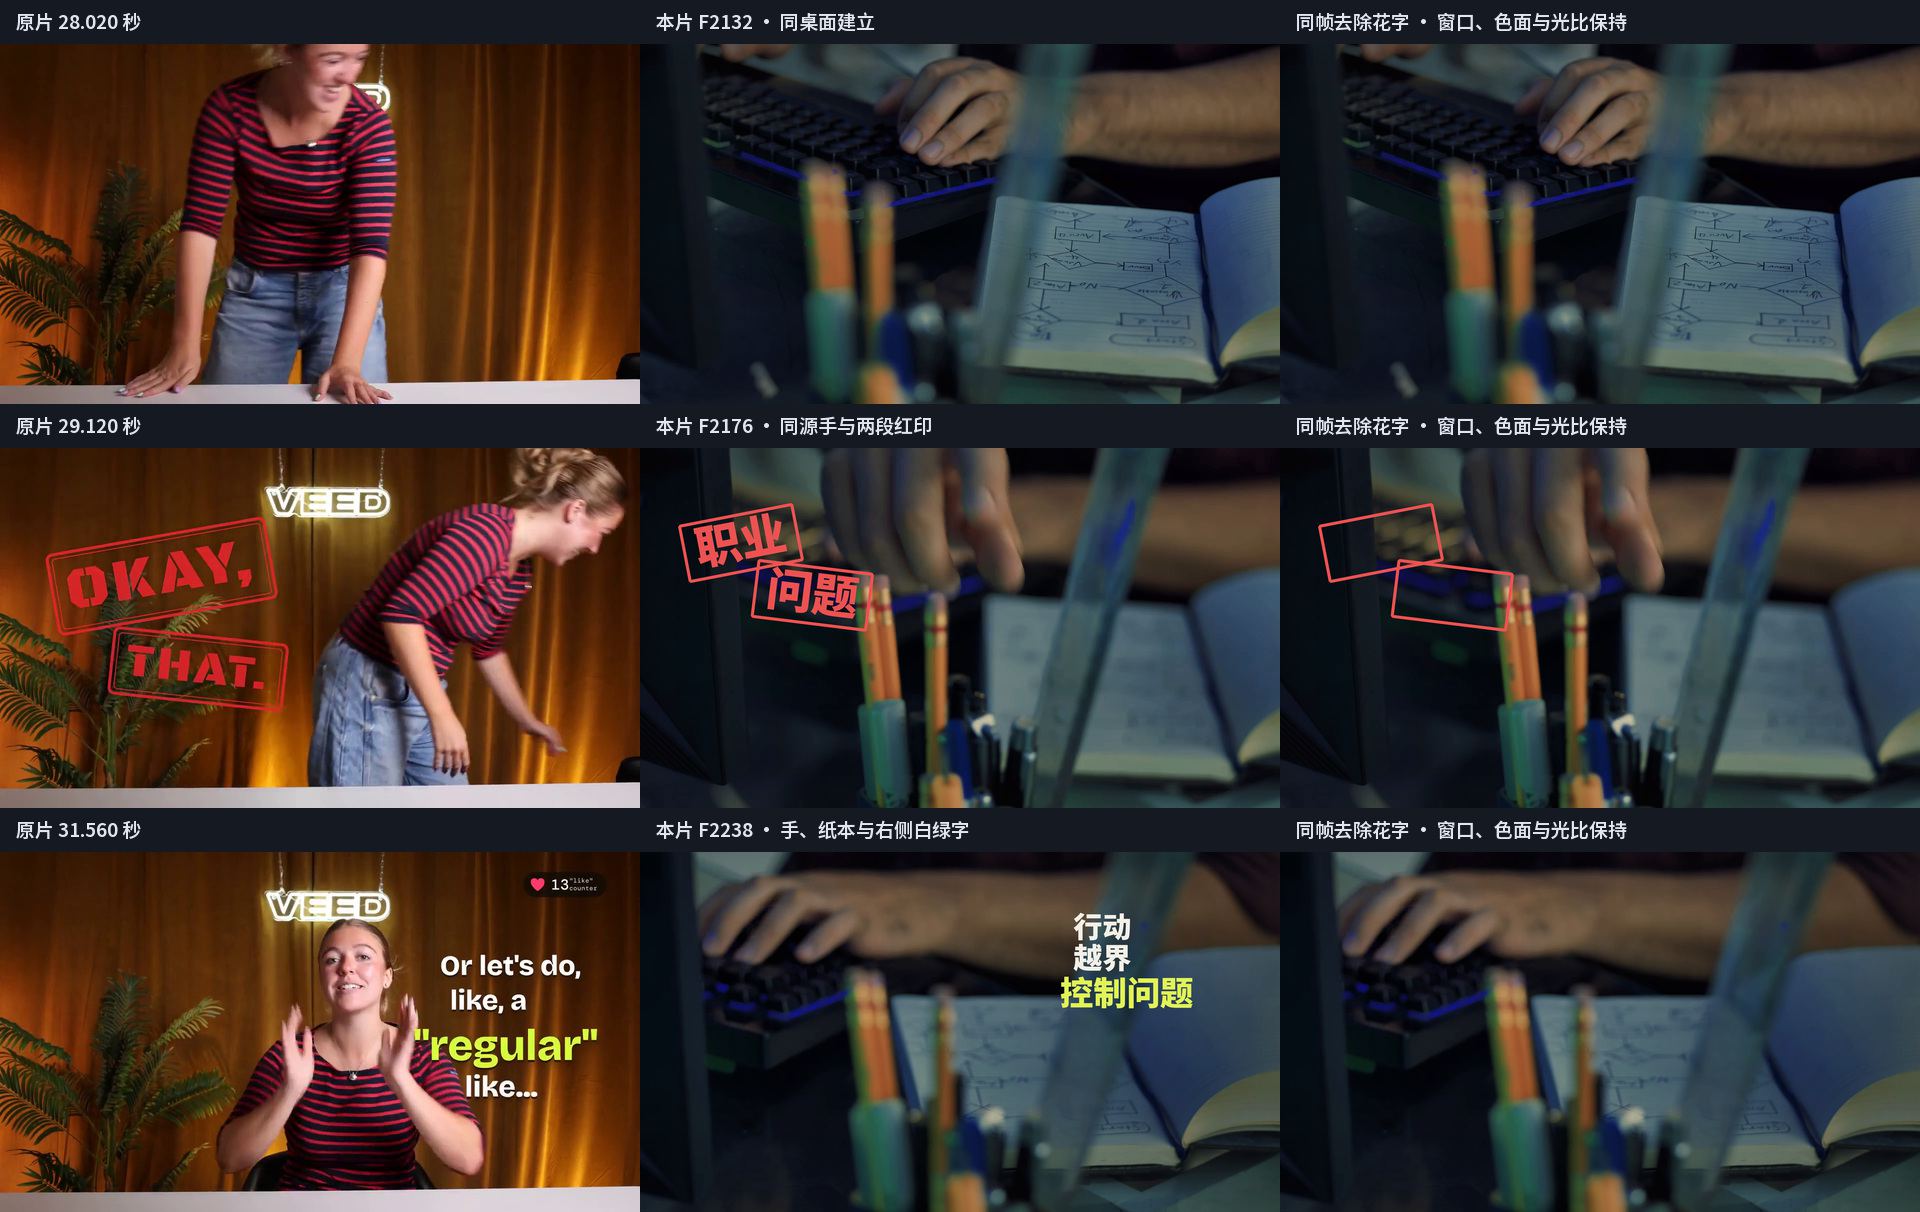 原片 28.020 秒
本片 F2132 · 同桌面建立
同帧去除花字 · 窗口、色面与光比保持
原片 29.120 秒
本片 F2176 · 同源手与两段红印
同帧去除花字 · 窗口、色面与光比保持
VEED
OKAY,
THAT.
职业
问题
原片 31.560 秒
本片 F2238 · 手、纸本与右侧白绿字
同帧去除花字 · 窗口、色面与光比保持
VEED
13 "like"
counter
Or let's do,
like, a
"regular"
like...
行动
越界
控制问题